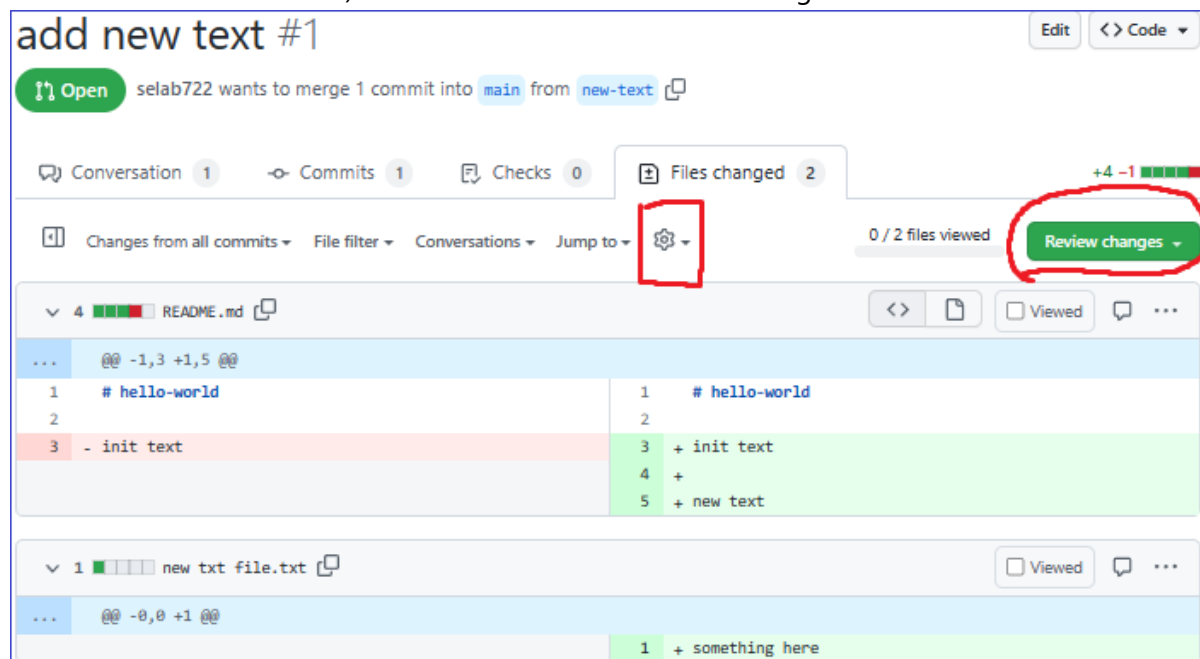 add new text #1
Edit
<> Code
Open
selab722 wants to merge 1 commit into main from new-text
Conversation 1
Commits 1
Checks 0
Files changed 2
+4 −1
Changes from all commits
File filter
Conversations
Jump to
0 / 2 files viewed
Review changes
4 README.md
<>
Viewed
...
... @@ -1,3 +1,5 @@
1 # hello-world 1 # hello-world
2 2
3 - init text 3 + init text
4 +
5 + new text
1 new txt file.txt
Viewed
...
... @@ -0,0 +1 @@
1 + something here